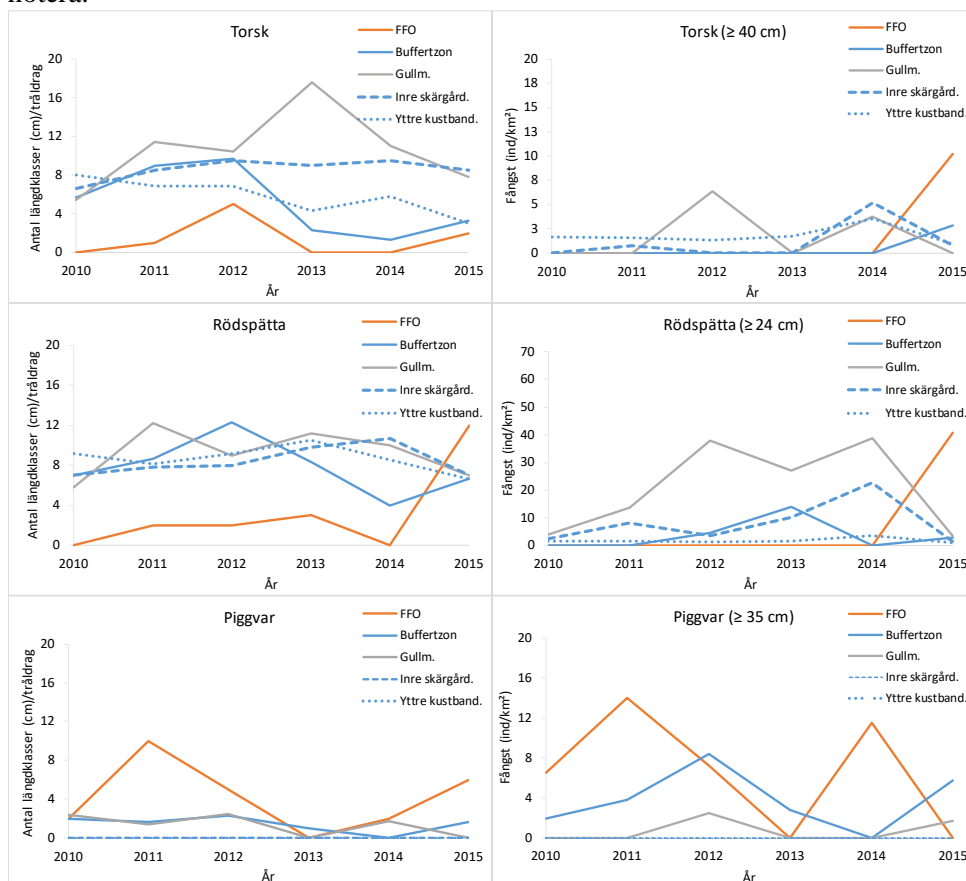 notera.
Torsk
FFO
Buffertzon
Gullm.
Inre skärgård.
Yttre kustband.
Antal längdklasser (cm)/tråldrag
20
16
12
8
4
0
2010 2011 2012 2013 2014 2015
År
Torsk (≥ 40 cm)
FFO
Buffertzon
Gullm.
Inre skärgård.
Yttre kustband.
Fångst (ind/km²)
20
18
15
13
10
8
5
3
0
2010 2011 2012 2013 2014 2015
År
Rödspätta
FFO
Buffertzon
Gullm.
Inre skärgård.
Yttre kustband.
Antal längdklasser (cm)/tråldrag
20
16
12
8
4
0
2010 2011 2012 2013 2014 2015
År
Rödspätta (≥ 24 cm)
FFO
Buffertzon
Gullm.
Inre skärgård.
Yttre kustband.
Fångst (ind/km²)
70
60
50
40
30
20
10
0
2010 2011 2012 2013 2014 2015
År
Piggvar
FFO
Buffertzon
Gullm.
Inre skärgård.
Yttre kustband.
Antal längdklasser (cm)/tråldrag
20
16
12
8
4
0
2010 2011 2012 2013 2014 2015
År
Piggvar (≥ 35 cm)
FFO
Buffertzon
Gullm.
Inre skärgård.
Yttre kustband.
Fångst (ind/km²)
20
16
12
8
4
0
2010 2011 2012 2013 2014 2015
År